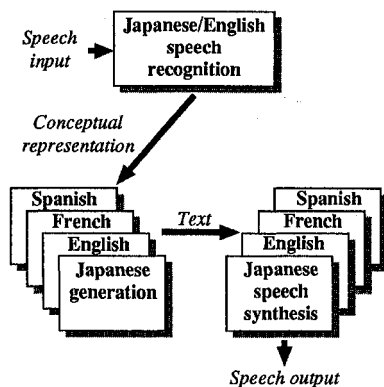 Speech
input
Japanese/English
speech
recognition
Conceptual
representation
Spanish
French
English
Japanese
generation
Text
Spanish
French
English
Japanese
speech
synthesis
Speech output